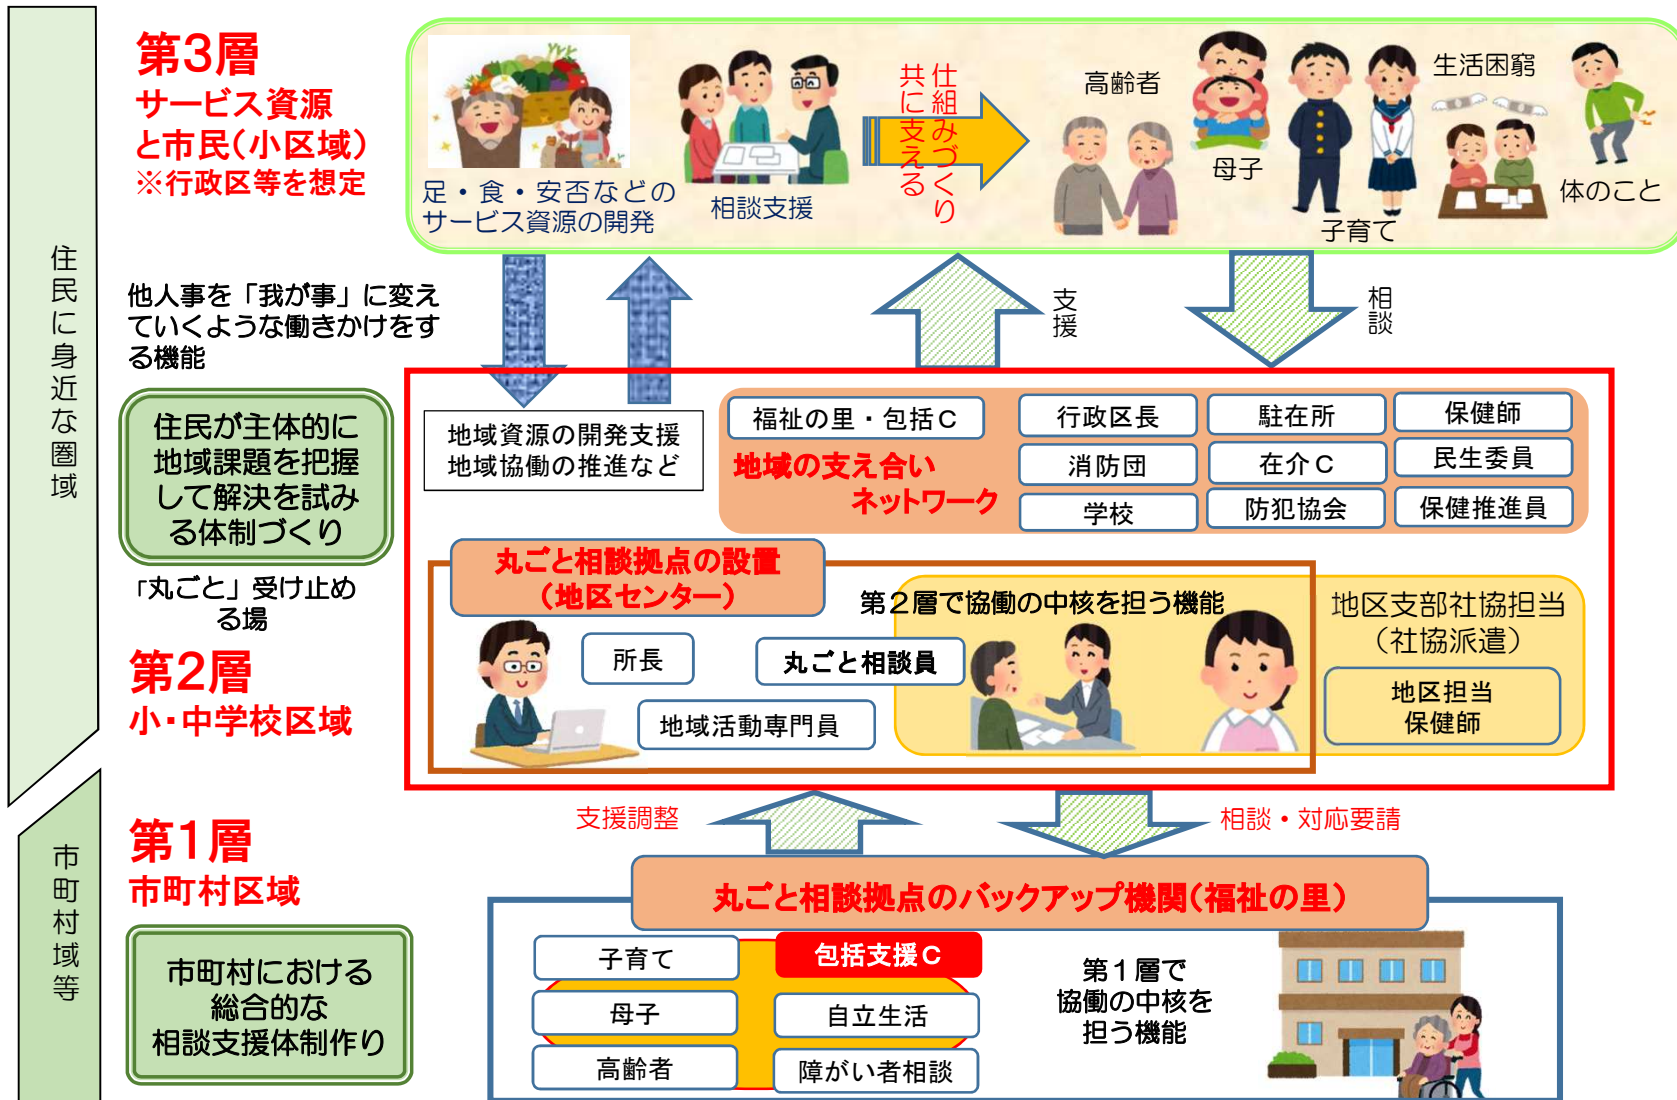 第3層
サービス資源
と市民(小区域)
※行政区等を想定
足・食・安否などの
サービス資源の開発
相談支援
仕組みづくり
共に支える
高齢者
母子
子育て
生活困窮
体のこと
住民に身近な圏域
他人事を「我が事」に変え
ていくような働きかけをす
る機能
支援
相談
住民が主体的に
地域課題を把握
して解決を試み
る体制づくり
「丸ごと」受け止め
る場
第2層
小・中学校区域
地域資源の開発支援
地域協働の推進など
福祉の里・包括C
地域の支え合い
ネットワーク
行政区長
駐在所
保健師
消防団
在介C
民生委員
学校
防犯協会
保健推進員
丸ごと相談拠点の設置
(地区センター)
第2層で協働の中核を担う機能
所長
丸ごと相談員
地域活動専門員
地区支部社協担当
(社協派遣)
地区担当
保健師
支援調整
相談・対応要請
市町村域等
第1層
市町村区域
市町村における
総合的な
相談支援体制作り
丸ごと相談拠点のバックアップ機関(福祉の里)
子育て
包括支援C
母子
自立生活
高齢者
障がい者相談
第1層で
協働の中核を
担う機能